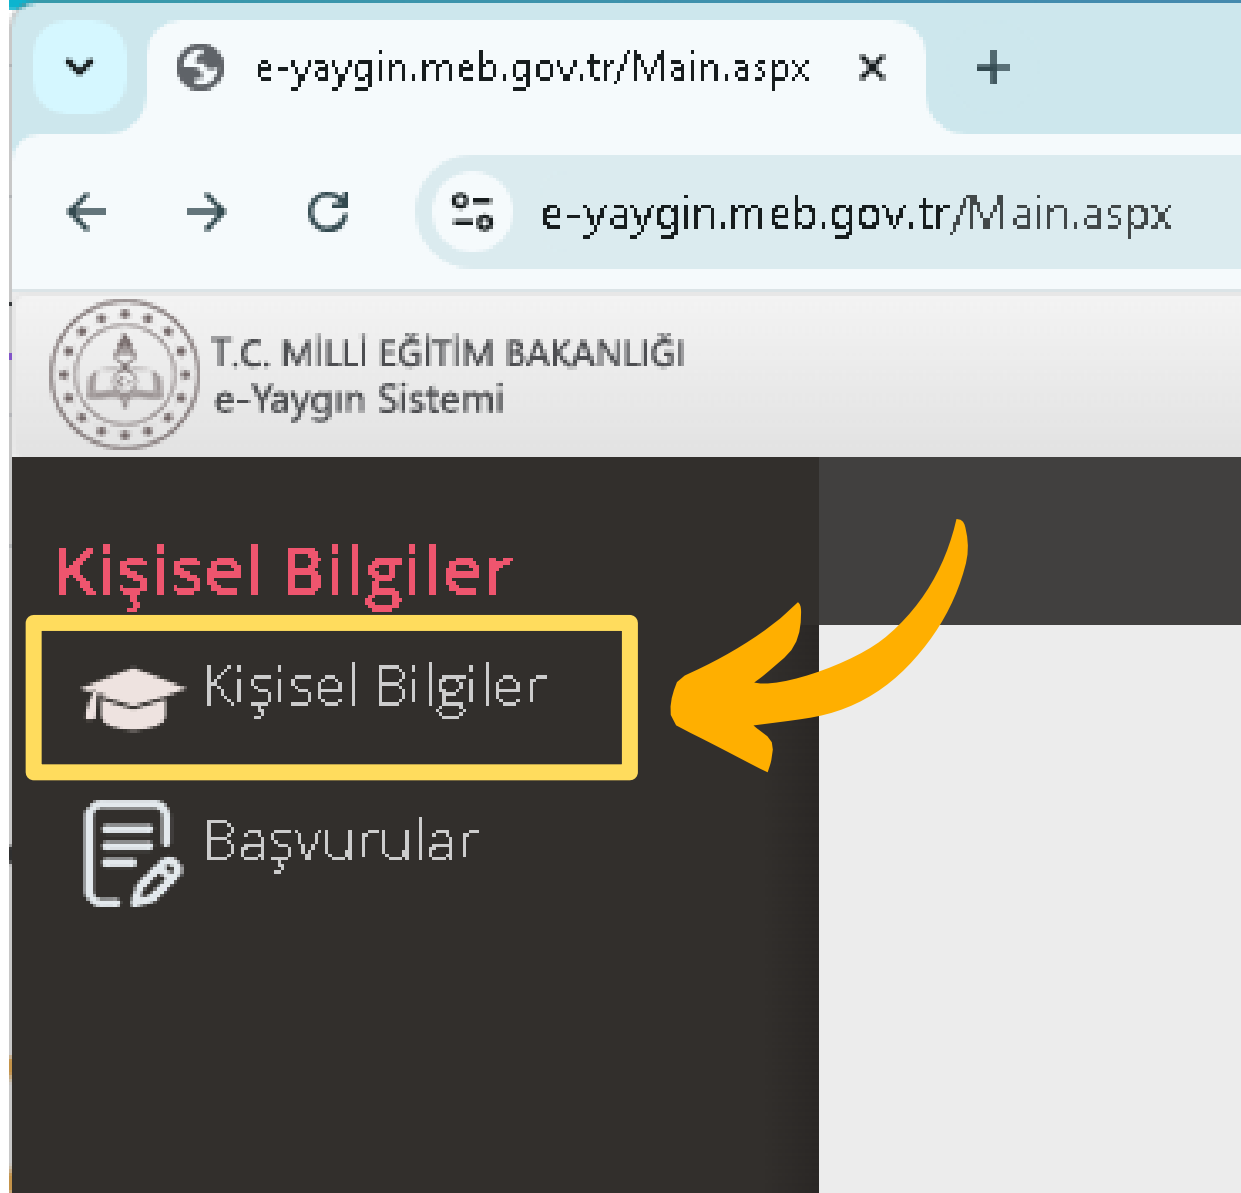 e-yaygin.meb.gov.tr/Main.aspx
e-yaygin.meb.gov.tr/Main.aspx
T.C. MİLLİ EĞİTİM BAKANLIĞI
e-Yaygın Sistemi
Kişisel Bilgiler
Kişisel Bilgiler
Başvurular